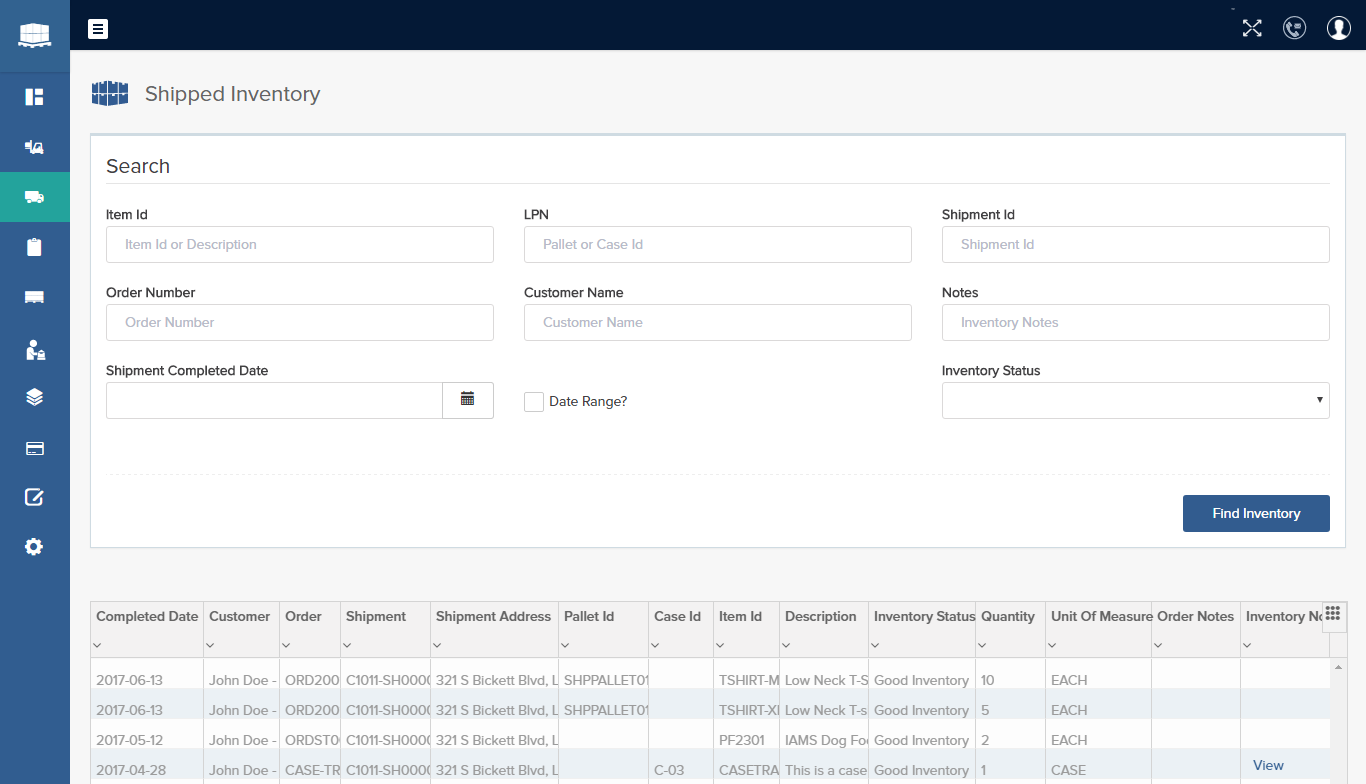 Shipped Inventory
Search
Item Id LPN Shipment Id
Item Id or Description Pallet or Case Id Shipment Id
Order Number Customer Name Notes
Order Number Customer Name Inventory Notes
Shipment Completed Date Inventory Status
Date Range?
Find Inventory
Completed Date Customer Order Shipment Shipment Address Pallet Id Case Id Item Id Description Inventory Status Quantity Unit Of Measure Order Notes Inventory No
2017-06-13 John Doe - ORD200 C1011-SH0000 321 S Bickett Blvd, L SHPPALLET01 TSHIRT-M Low Neck T-S Good Inventory 10 EACH
2017-06-13 John Doe - ORD200 C1011-SH0000 321 S Bickett Blvd, L SHPPALLET01 TSHIRT-XL Low Neck T-s Good Inventory 5 EACH
2017-05-12 John Doe - ORDST00 C1011-SH0000 321 S Bickett Blvd, L PF2301 IAMS Dog Foo Good Inventory 2 EACH
2017-04-28 John Doe - CASE-TR C1011-SH0000 321 S Bickett Blvd, L C-03 CASETRA This is a case Good Inventory 1 CASE View